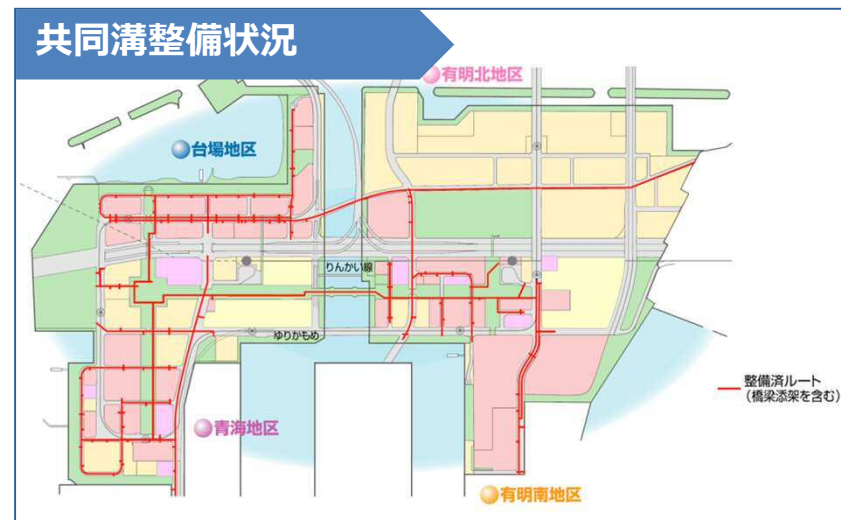 共同溝整備状況
有明北地区
台場地区
りんかい線
ゆりかもめ
整備済ルート
(橋梁添架を含む)
青海地区
有明南地区